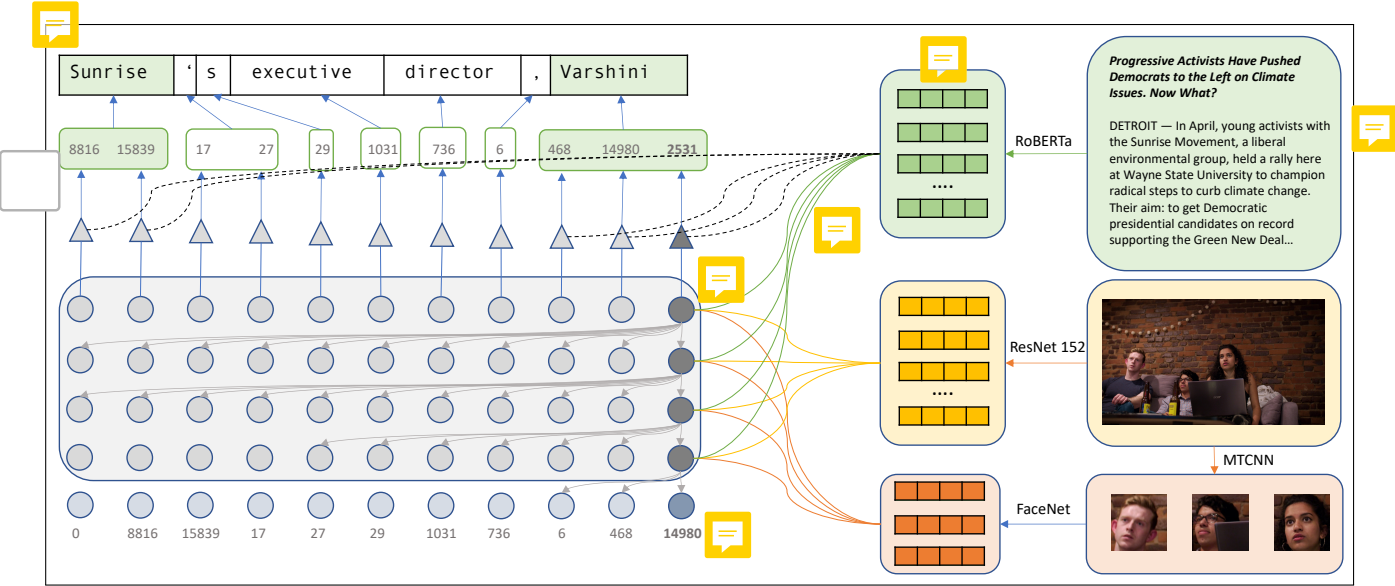 Sunrise ‘ s executive director , Varshini
8816 15839 17 27 29 1031 736 6 468 14980 2531
RoBERTa
Progressive Activists Have Pushed
Democrats to the Left on Climate
Issues. Now What?
DETROIT — In April, young activists with
the Sunrise Movement, a liberal
environmental group, held a rally here
at Wayne State University to champion
radical steps to curb climate change.
Their aim: to get Democratic
presidential candidates on record
supporting the Green New Deal…
....
ResNet 152
....
MTCNN
FaceNet
0 8816 15839 17 27 29 1031 736 6 468 14980